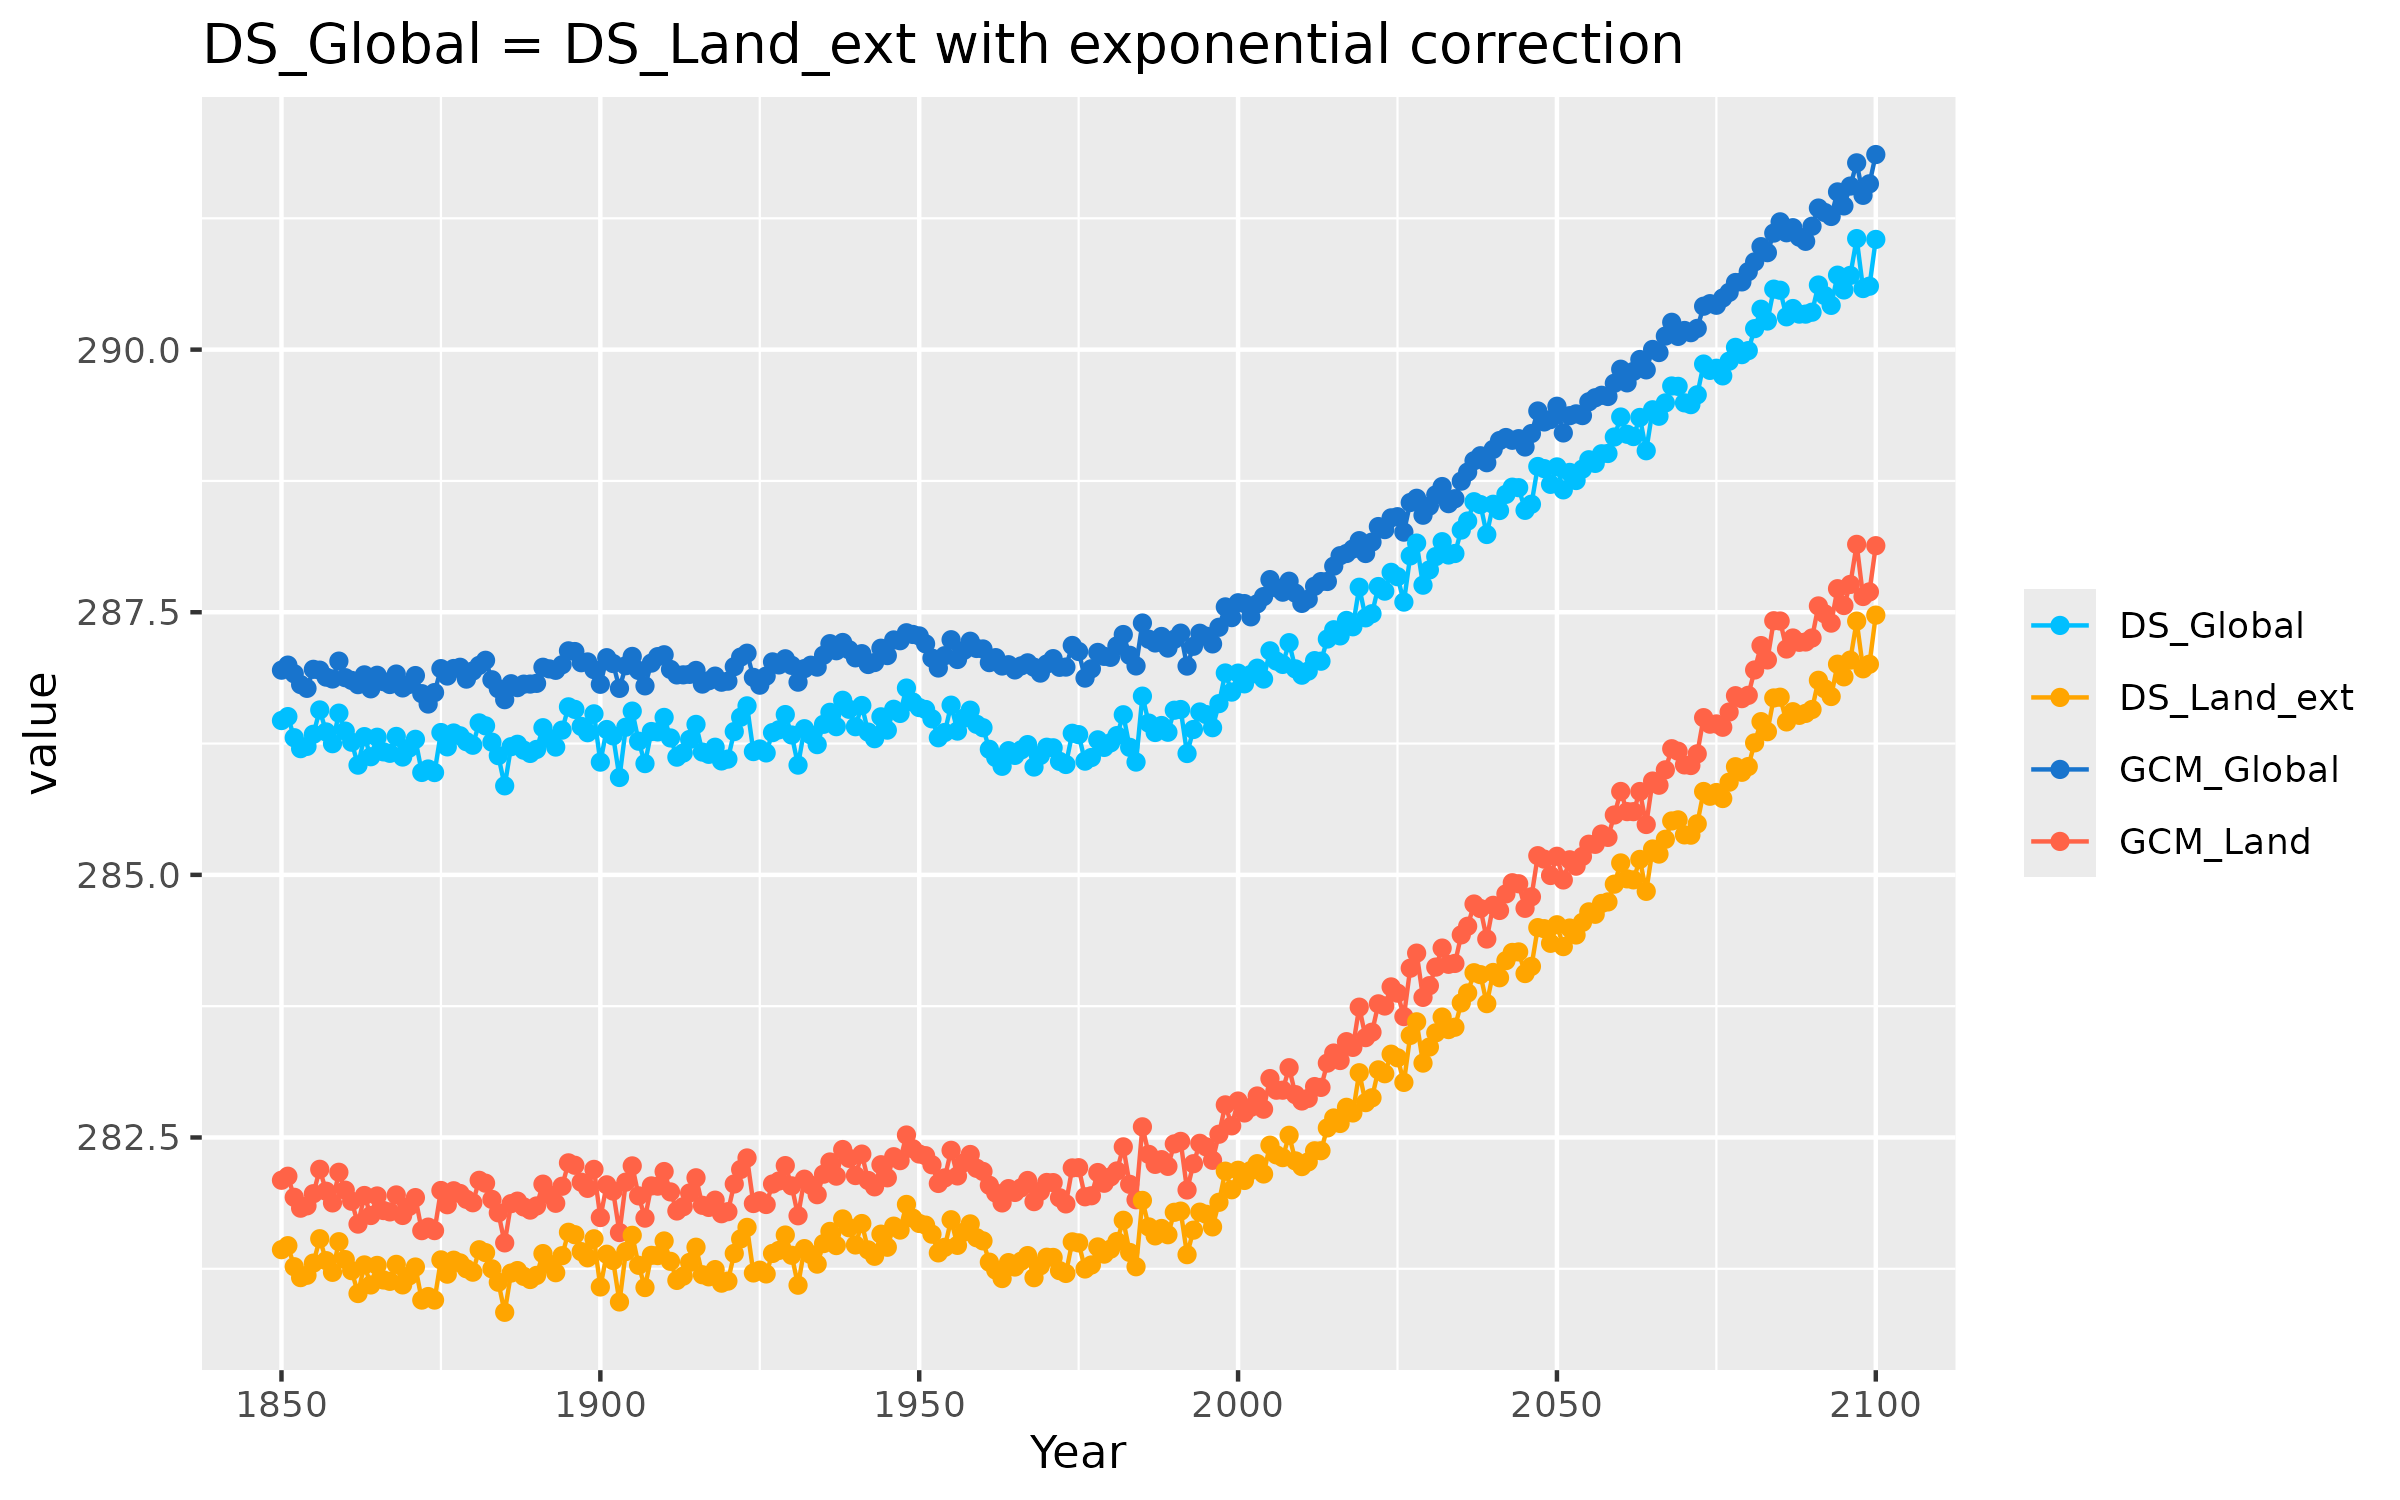 DS_Global = DS_Land_ext with exponential correction
290.0
287.5
285.0
282.5
value
1850 1900 1950 2000 2050 2100
Year
DS_Global
DS_Land_ext
GCM_Global
GCM_Land